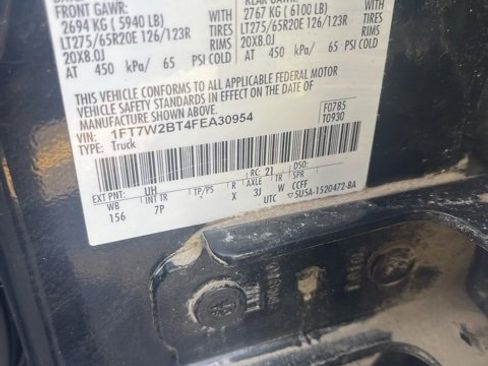 FRONT GAWR: WITH
2694 KG ( 5940 LB) TIRES
LT275/65R20E 126/123R RIMS
20X8.0J
AT 450 kPa/ 65 PSI COLD
WITH
2767 KG ( 6100 LB) TIRES
LT275/65R20E 126/123R RIMS
20X8.0J
AT 450 kPa/ 65 PSI COLD
THIS VEHICLE CONFORMS TO ALL APPLICABLE FEDERAL MOTOR
VEHICLE SAFETY STANDARDS IN EFFECT ON THE DATE OF
MANUFACTURE SHOWN ABOVE.
VIN: 1FT7W2BT4FEA30954
TYPE: Truck
F0785
T0930
EXT PNT: UH RC: 21 DSO:
WB INT TR TP/PS R AXLE TR SPR
156 7P X 3J W CCFF
UTC 5U5A-1520472-BA